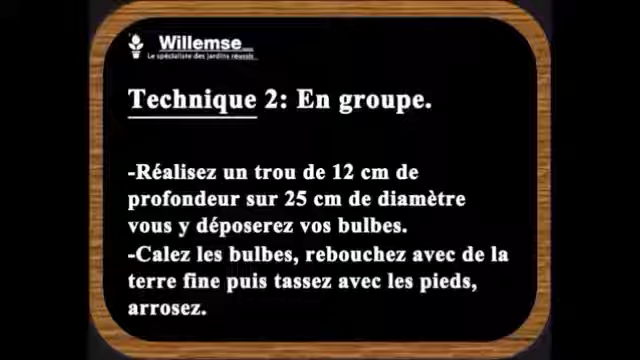 Willemse
Le spécialiste des jardins réussis
Technique 2: En groupe.
-Réalisez un trou de 12 cm de
profondeur sur 25 cm de diamètre
vous y déposerez vos bulbes.
-Calez les bulbes, rebouchez avec de la
terre fine puis tassez avec les pieds,
arrosez.